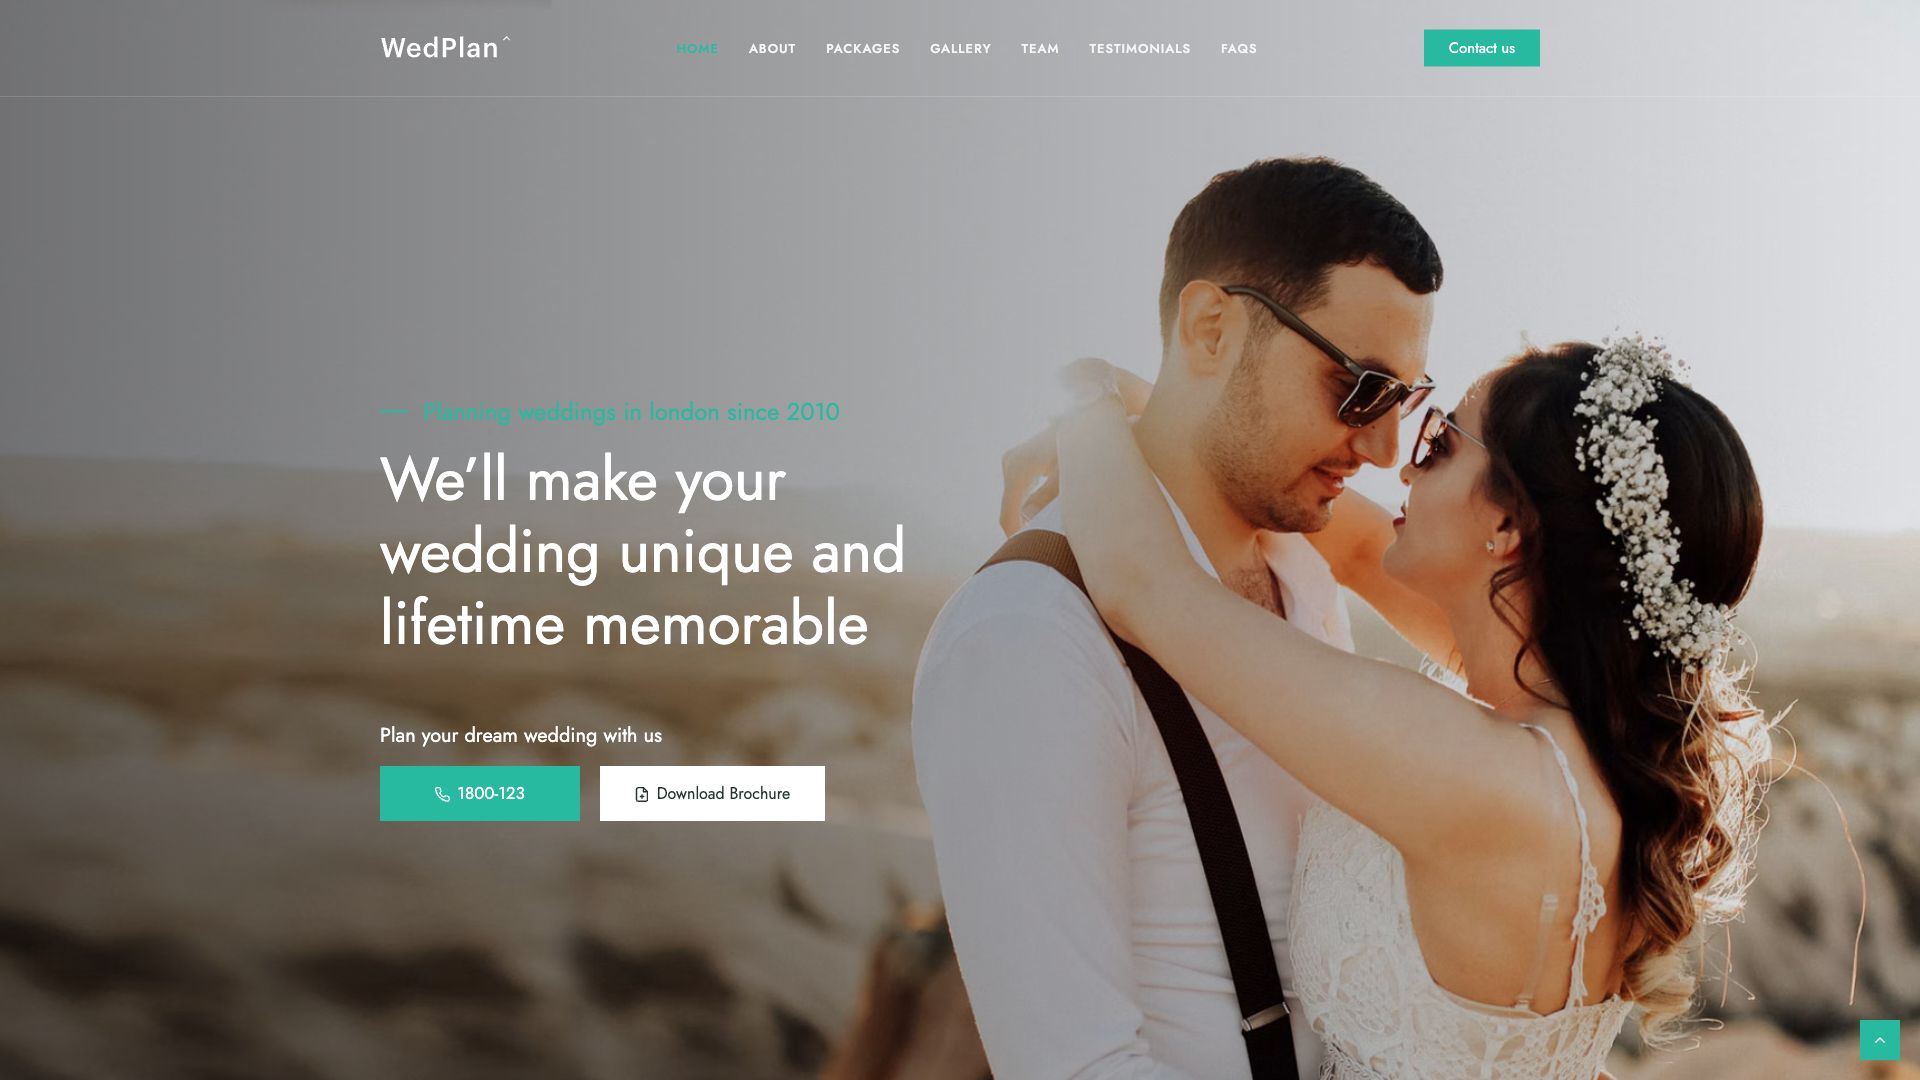 WedPlan
HOME ABOUT PACKAGES GALLERY TEAM TESTIMONIALS FAQS
Contact us
Planning weddings in london since 2010
We’ll make your
wedding unique and
lifetime memorable
Plan your dream wedding with us
1800-123
Download Brochure